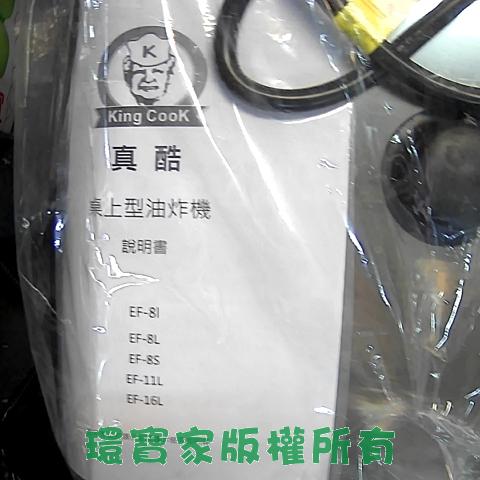 K
King Cook
真酷
桌上型油炸機
說明書
EF-8l
EF-8L
EF-8S
EF-11L
EF-16L
環寶家版權所有